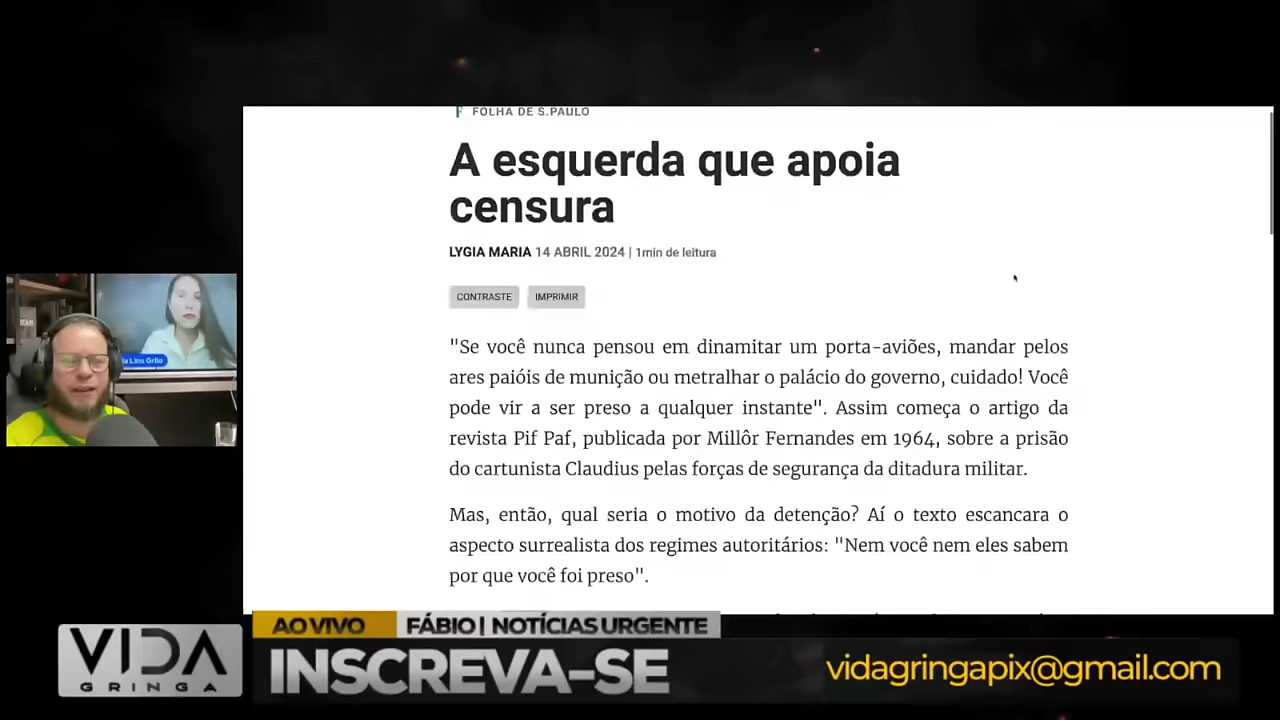 FOLHA DE S.PAULO
A esquerda que apoia
censura
LYGIA MARIA 14 ABRIL 2024 | 1min de leitura
CONTRASTE IMPRIMIR
"Se você nunca pensou em dinamitar um porta-aviões, mandar pelos
ares paióis de munição ou metralhar o palácio do governo, cuidado! Você
pode vir a ser preso a qualquer instante". Assim começa o artigo da
revista Pif Paf, publicada por Millôr Fernandes em 1964, sobre a prisão
do cartunista Claudius pelas forças de segurança da ditadura militar.
Mas, então, qual seria o motivo da detenção? Aí o texto escancara o
aspecto surrealista dos regimes autoritários: "Nem você nem eles sabem
por que você foi preso".
la Lins Grilo
AO VIVO FÁBIO | NOTÍCIAS URGENTE
VIDA
GRINGA
INSCREVA-SE
vidagringapix@gmail.com